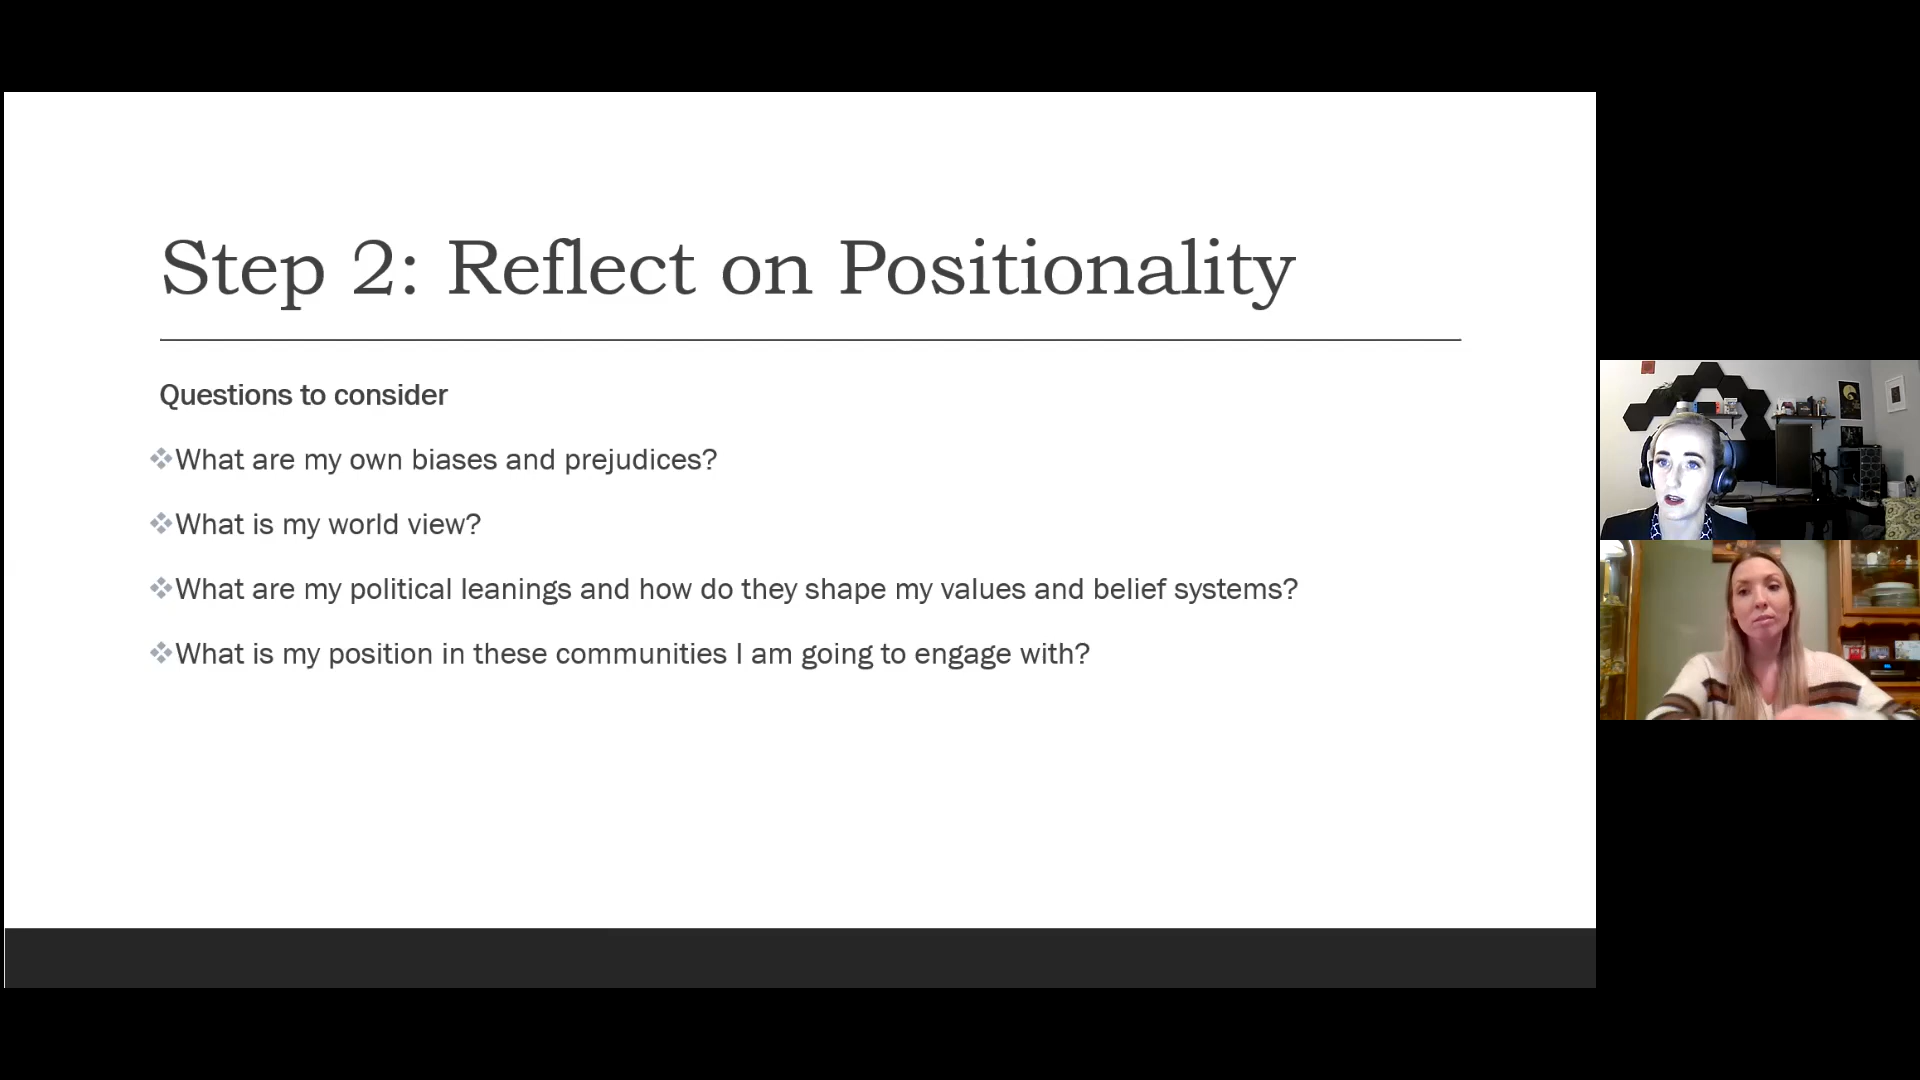 Step 2: Reflect on Positionality
Questions to consider
What are my own biases and prejudices?
What is my world view?
What are my political leanings and how do they shape my values and belief systems?
What is my position in these communities I am going to engage with?